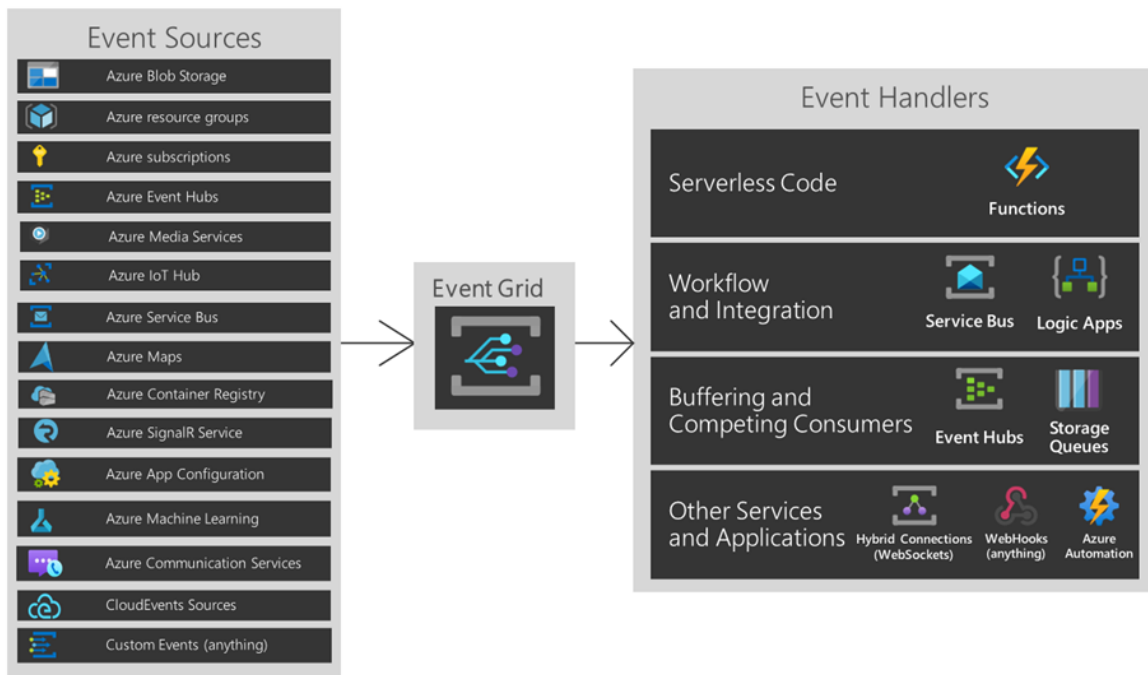 Event Sources
Azure Blob Storage
Azure resource groups
Azure subscriptions
Azure Event Hubs
Azure Media Services
Azure IoT Hub
Azure Service Bus
Azure Maps
Azure Container Registry
Azure SignalR Service
Azure App Configuration
Azure Machine Learning
Azure Communication Services
CloudEvents Sources
Custom Events (anything)
Event Grid
Event Handlers
Serverless Code
Functions
Workflow
and Integration
Service Bus
Logic Apps
Buffering and
Competing Consumers
Event Hubs
Storage
Queues
Other Services
and Applications
Hybrid Connections
(WebSockets)
WebHooks
(anything)
Azure
Automation